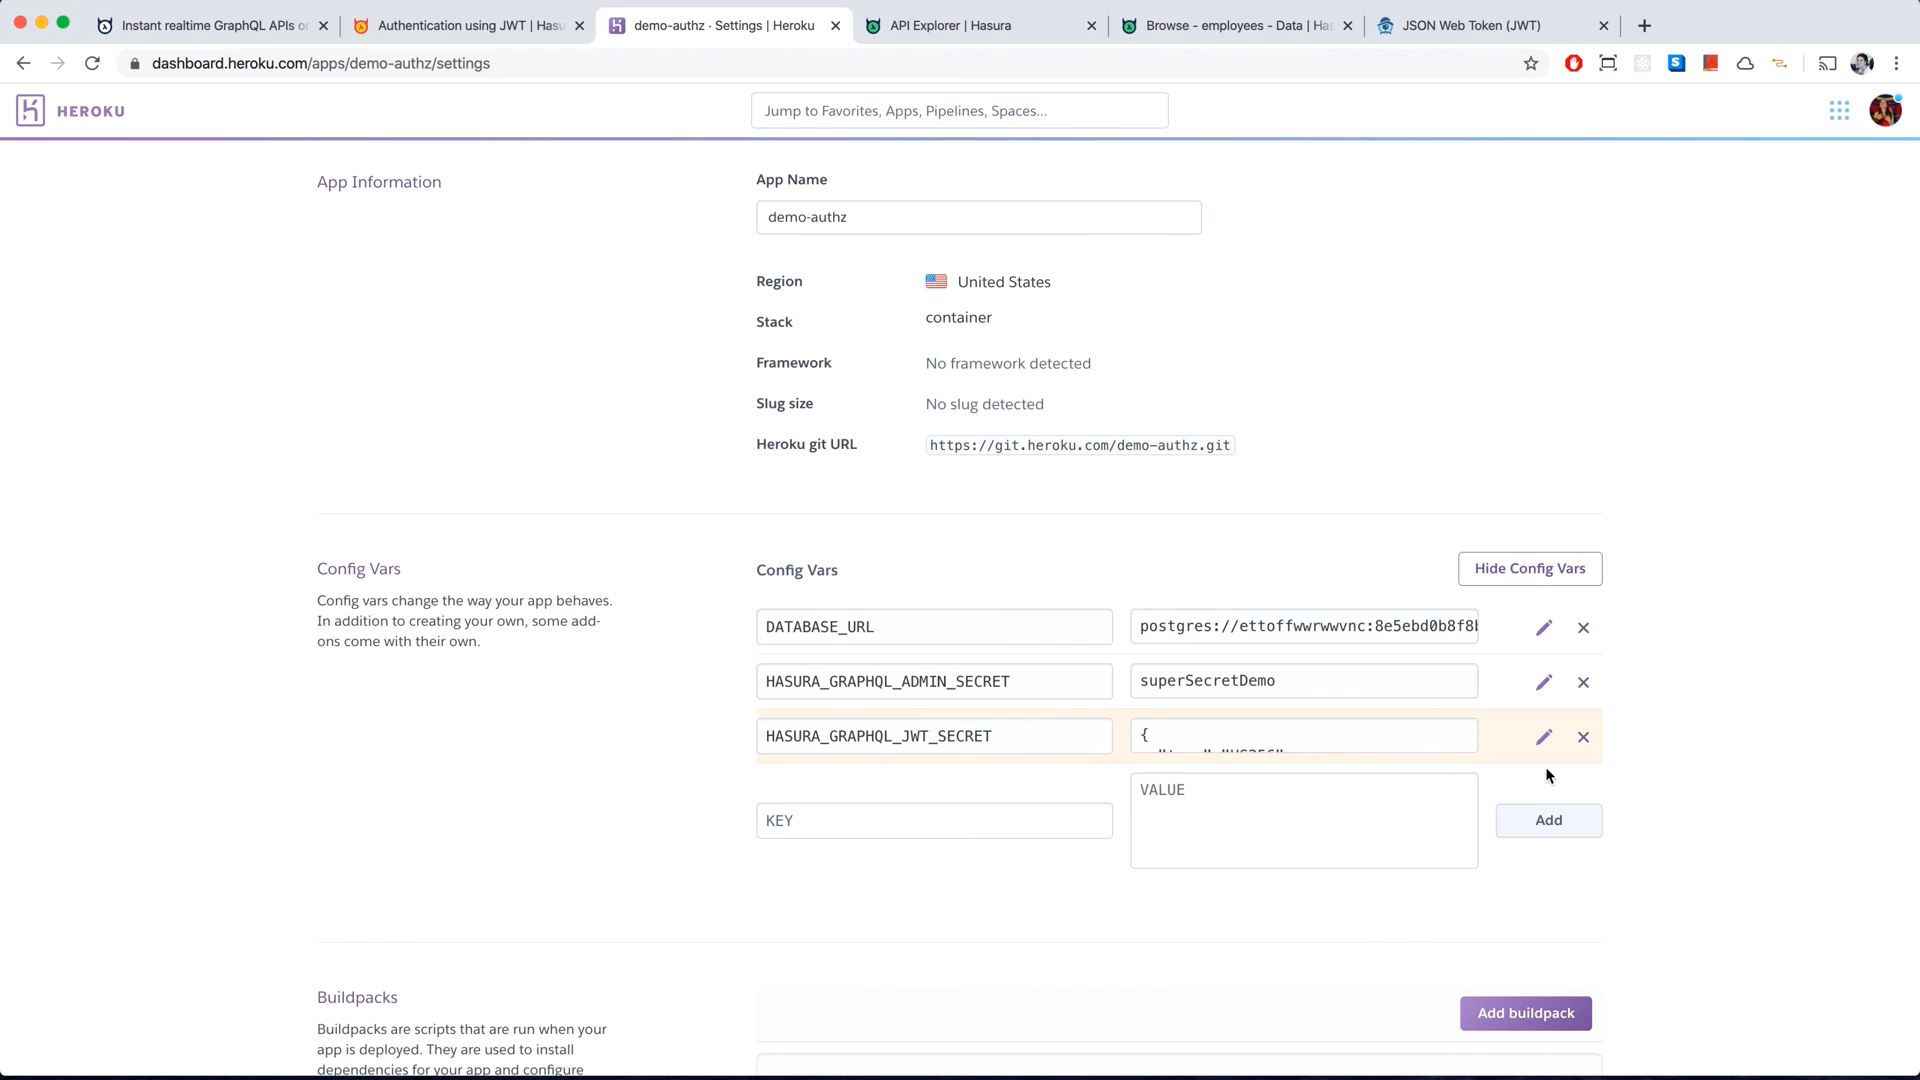 Instant realtime GraphQL APIs o
Authentication using JWT | Hasu
demo-authz · Settings | Heroku
API Explorer | Hasura
Browse - employees - Data | Has
JSON Web Token (JWT)
dashboard.heroku.com/apps/demo-authz/settings
HEROKU
Jump to Favorites, Apps, Pipelines, Spaces...
App Information
App Name
demo-authz
Region
United States
Stack
container
Framework
No framework detected
Slug size
No slug detected
Heroku git URL
https://git.heroku.com/demo-authz.git
Config Vars
Config vars change the way your app behaves.
In addition to creating your own, some add-
ons come with their own.
Config Vars
Hide Config Vars
DATABASE_URL
postgres://ettoffwwrwwvnc:8e5ebd0b8f8b
HASURA_GRAPHQL_ADMIN_SECRET
superSecretDemo
HASURA_GRAPHQL_JWT_SECRET
{
KEY
VALUE
Add
Buildpacks
Buildpacks are scripts that are run when your
app is deployed. They are used to install
dependencies for your app and configure
Add buildpack